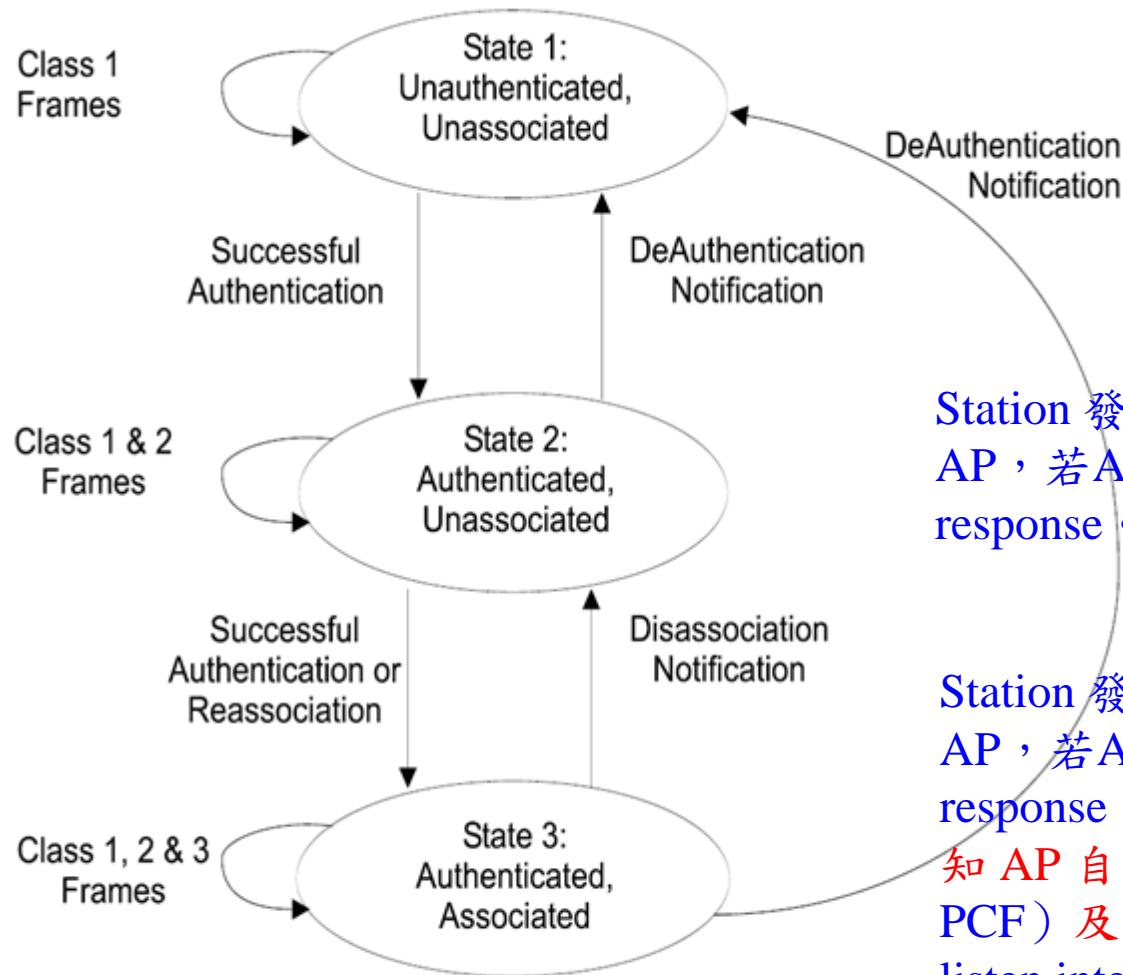 State 1:
Unauthenticated,
Unassociated
Class 1
Frames
DeAuthentication
Notification
Successful
Authentication
DeAuthentication
Notification
Class 1 & 2
Frames
State 2:
Authenticated,
Unassociated
Station 發
AP，若A
response
Successful
Authentication or
Reassociation
Disassociation
Notification
Station 發
AP，若A
response
知 AP 自
PCF）及
Class 1, 2 & 3
Frames
State 3:
Authenticated,
Associated
listen inte